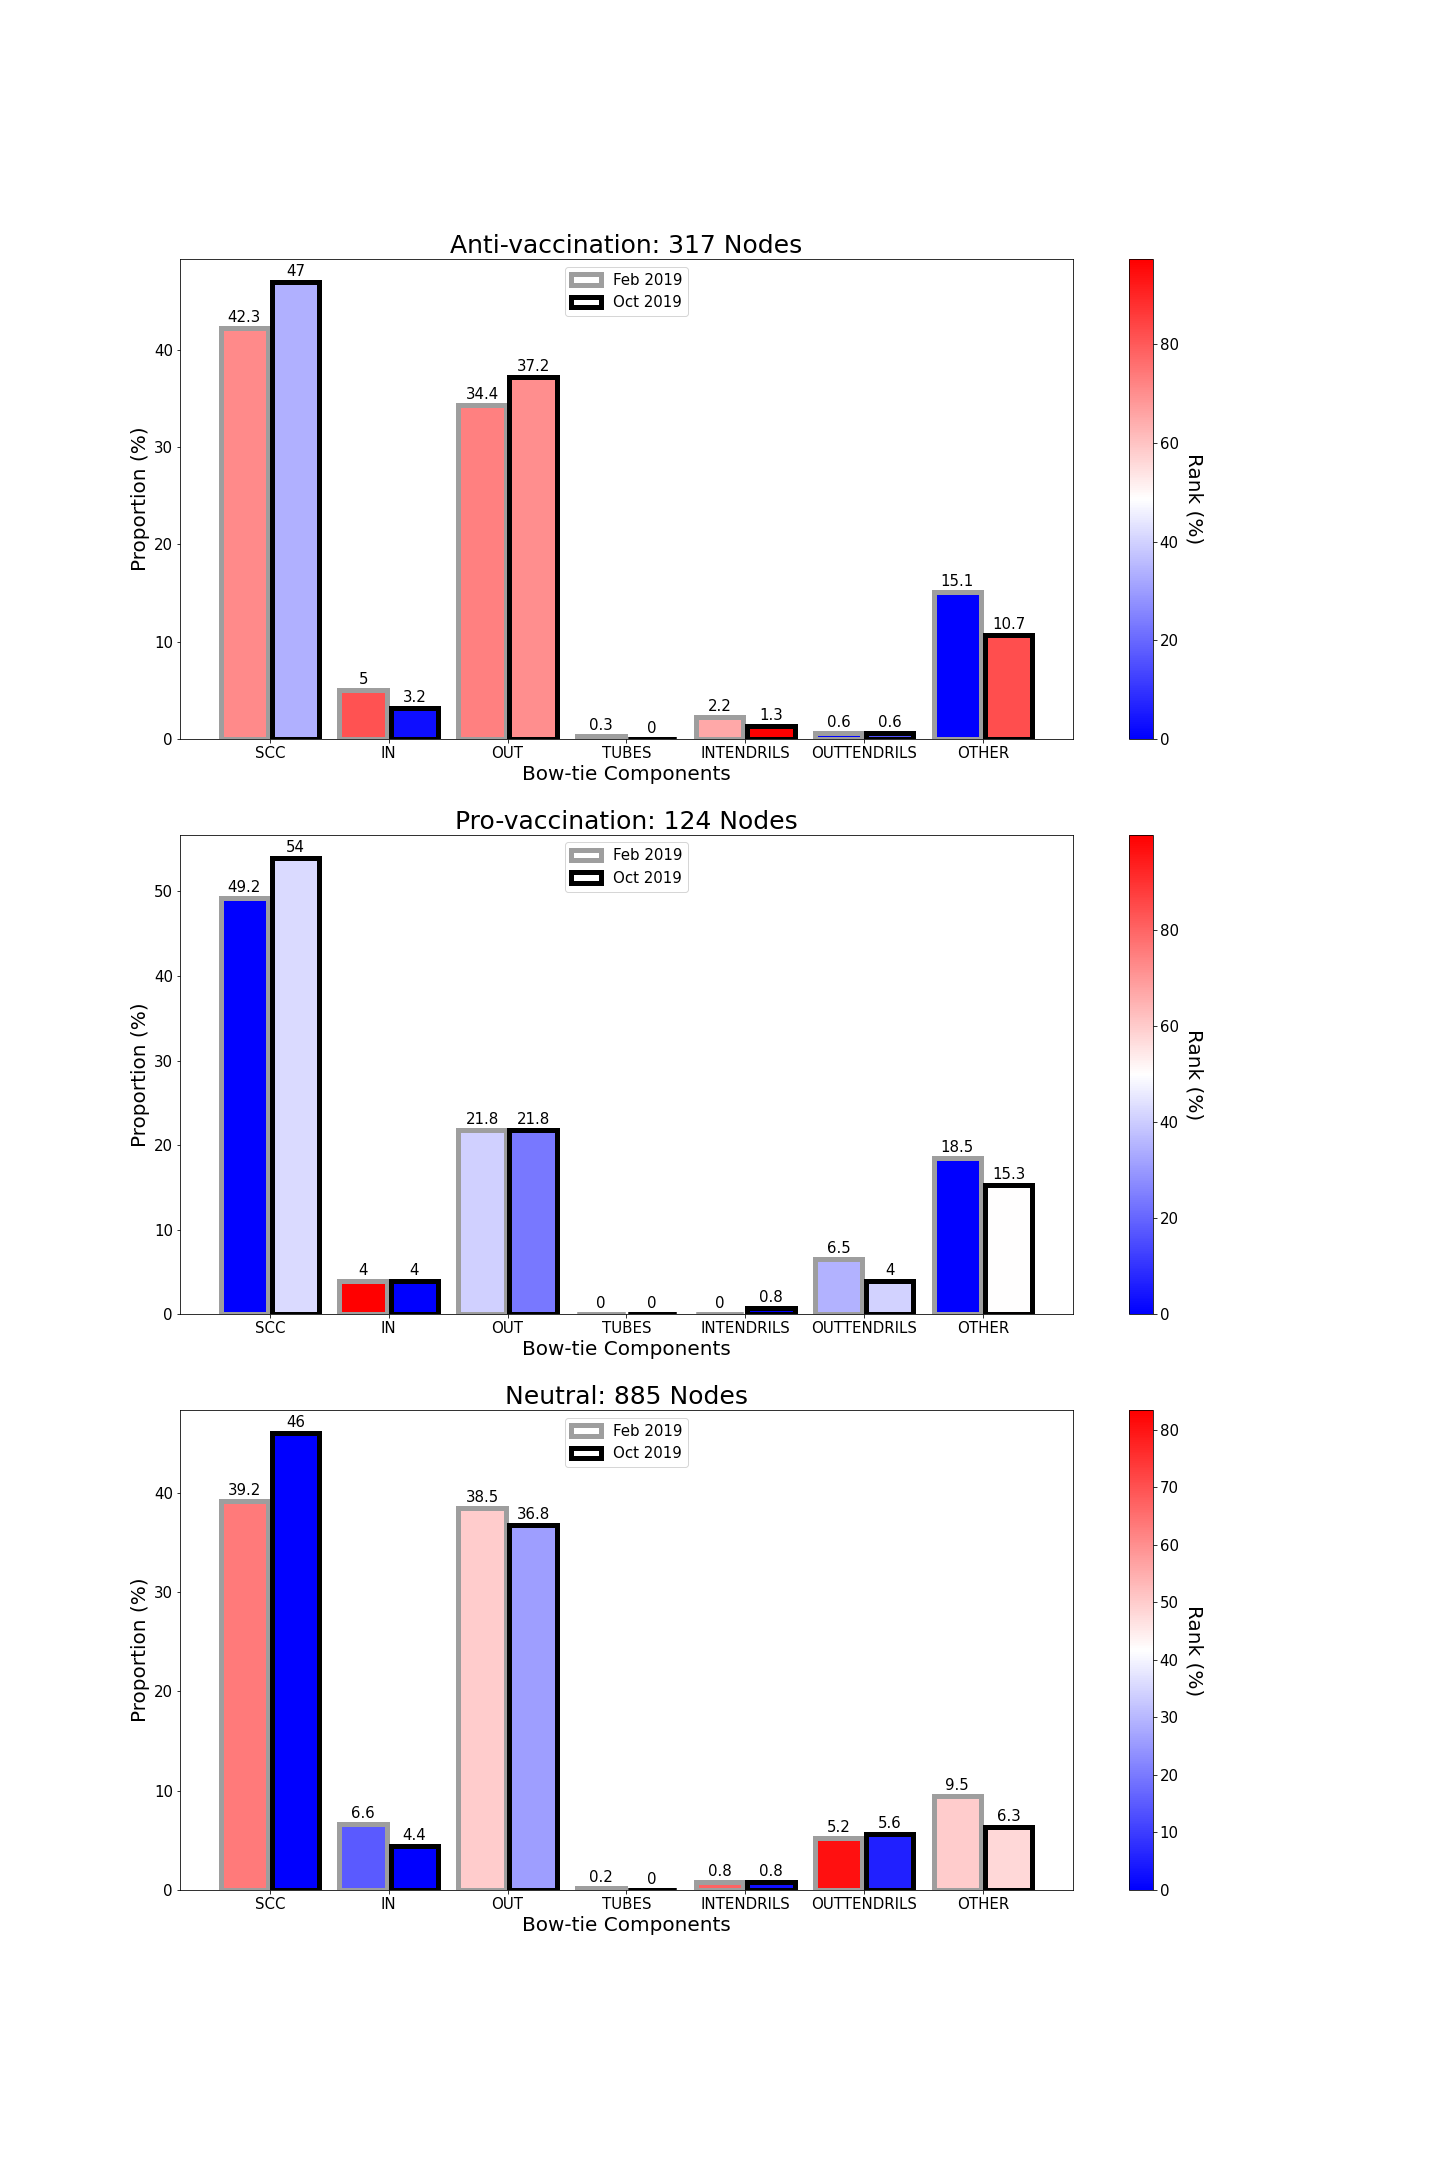 Anti-vaccination: 317 Nodes
Feb 2019
Oct 2019
42.3 47 5 3.2 34.4 37.2 0.3 0 2.2 1.3 0.6 0.6 15.1 10.7
Proportion (%)
40
30
20
10
0
SCC IN OUT TUBES INTENDRILS OUTTENDRILS OTHER
Bow-tie Components
80
60
40
20
0
Rank (%)
Pro-vaccination: 124 Nodes
Feb 2019
Oct 2019
49.2 54 4 4 21.8 21.8 0 0 0 0.8 6.5 4 18.5 15.3
Proportion (%)
50
40
30
20
10
0
SCC IN OUT TUBES INTENDRILS OUTTENDRILS OTHER
Bow-tie Components
80
60
40
20
0
Rank (%)
Neutral: 885 Nodes
Feb 2019
Oct 2019
39.2 46 6.6 4.4 38.5 36.8 0.2 0 0.8 0.8 5.2 5.6 9.5 6.3
Proportion (%)
40
30
20
10
0
SCC IN OUT TUBES INTENDRILS OUTTENDRILS OTHER
Bow-tie Components
80
70
60
50
40
30
20
10
0
Rank (%)